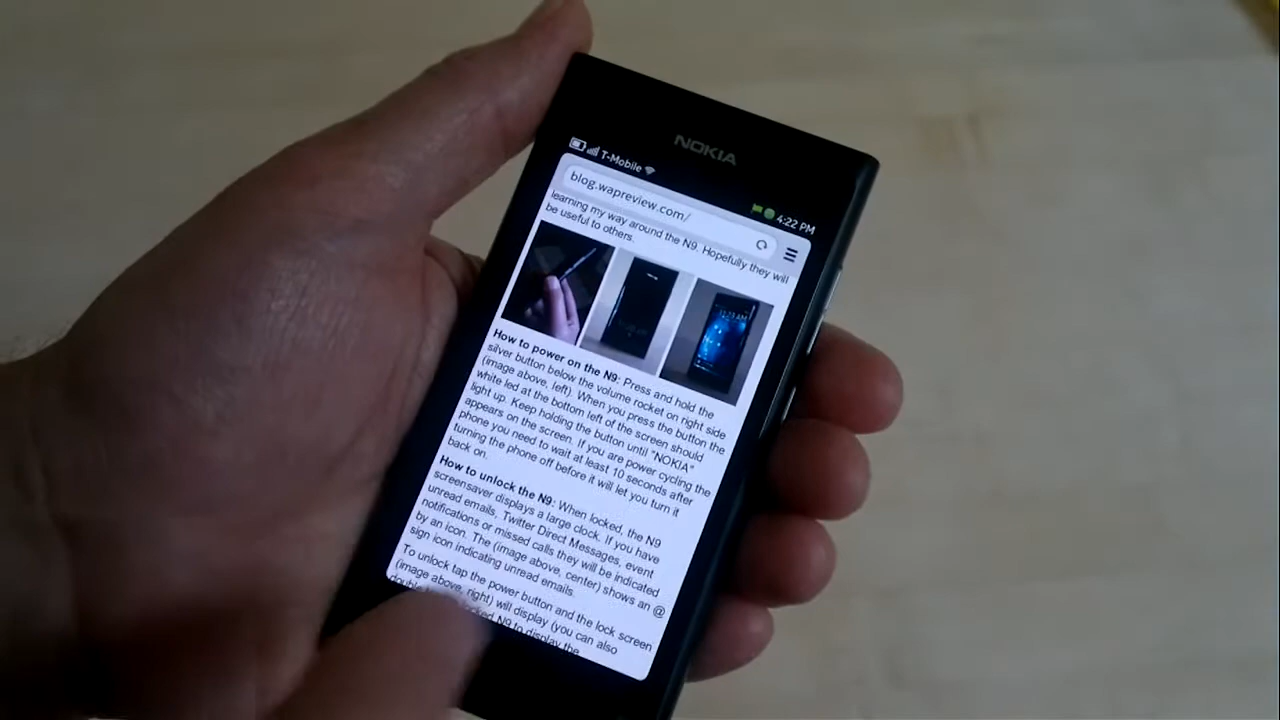 NOKIA
T-Mobile
4:22 PM
blog.wapreview.com/
learning my way around the N9. Hopefully they will
be useful to others.
How to power on the N9: Press and hold the
silver button below the volume rocket on right side
(image above, left). When you press the button the
white led at the bottom left of the screen should
light up. Keep holding the button until "NOKIA"
appears on the screen. If you are power cycling the
phone you need to wait at least 10 seconds after
turning the phone off before it will let you turn it
back on.
How to unlock the N9: When locked, the N9
screensaver displays a large clock. If you have
unread emails, Twitter Direct Messages, event
notifications or missed calls they will be indicated
by an icon. The (image above, center) shows an @
sign icon indicating unread emails.
To unlock tap the power button and the lock screen
(image above, right) will display (you can also
N9 to display the